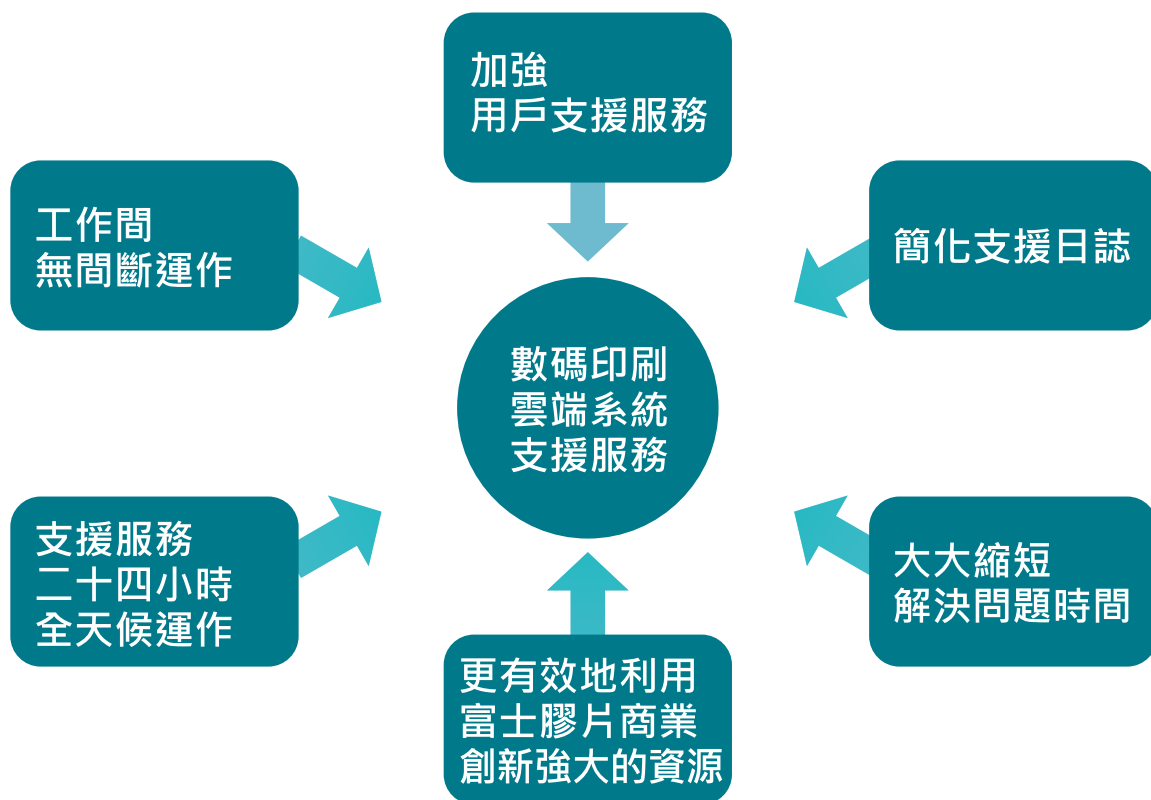 加強
用戶支援服務
工作間
無間斷運作
簡化支援日誌
數碼印刷
雲端系統
支援服務
支援服務
二十四小時
全天候運作
大大縮短
解決問題時間
更有效地利用
富士膠片商業
創新強大的資源